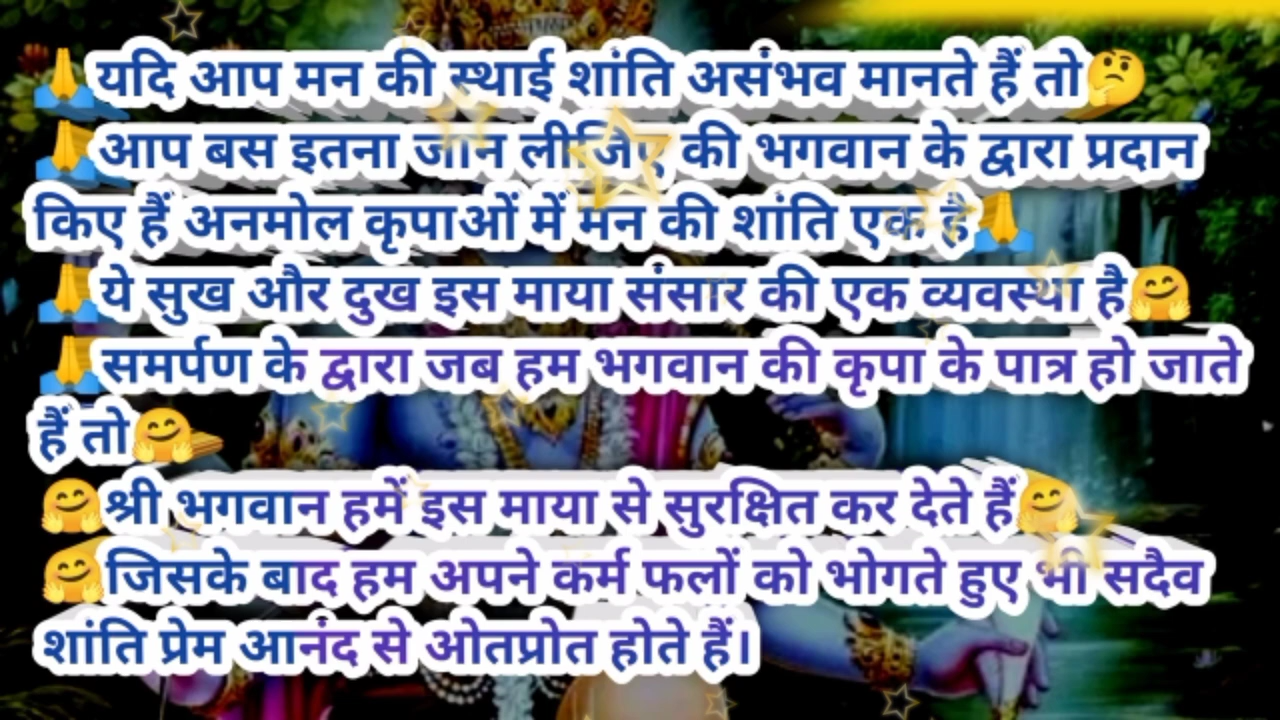 🙏यदि आप मन की स्थाई शांति असंभव मानते हैं तो🤔
🙏आप बस इतना जान लीजिए की भगवान के द्वारा प्रदान
किए हैं अनमोल कृपाओं में मन की शांति एक है🙏
🙏ये सुख और दुख इस माया संसार की एक व्यवस्था है🤗
🙏समर्पण के द्वारा जब हम भगवान की कृपा के पात्र हो जाते
हैं तो🤗
🤗श्री भगवान हमें इस माया से सुरक्षित कर देते हैं🤗
🤗जिसके बाद हम अपने कर्म फलों को भोगते हुए भी सदैव
शांति प्रेम आनंद से ओतप्रोत होते हैं।